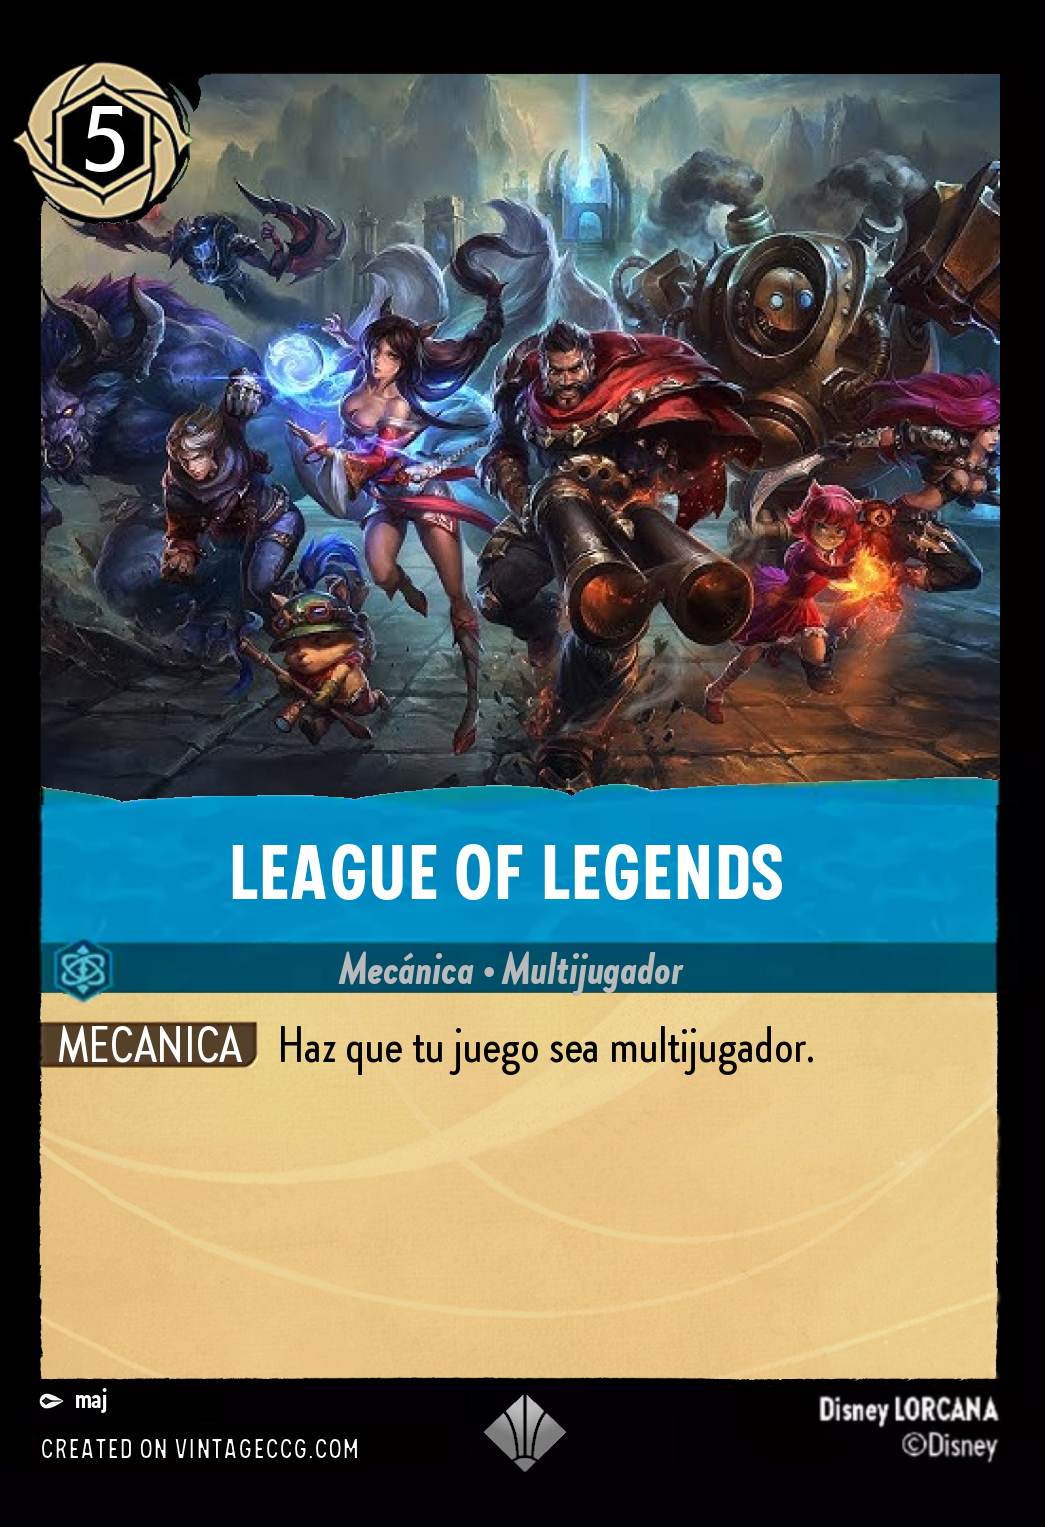 5
LEAGUE OF LEGENDS
Mecánica • Multijugador
MECANICA Haz que tu juego sea multijugador.
maj
CREATED ON VINTAGECCG.COM
Disney LORCANA
©Disney